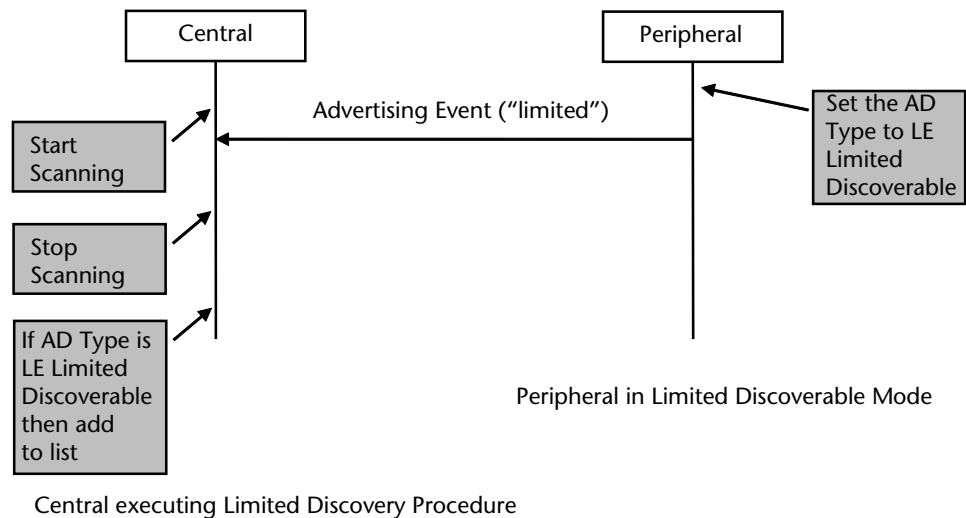 Central
Peripheral
Advertising Event (“limited”)
Set the AD
Type to LE
Limited
Discoverable
Start
Scanning
Stop
Scanning
If AD Type is
LE Limited
Discoverable
then add
to list
Peripheral in Limited Discoverable Mode
Central executing Limited Discovery Procedure